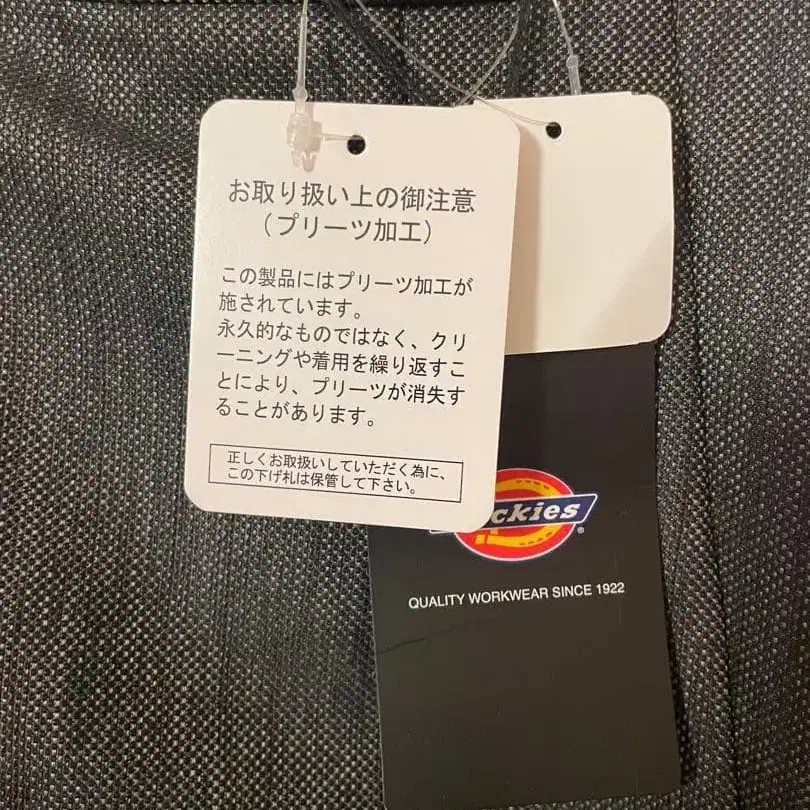 お取り扱い上の御注意
（プリーツ加工）
この製品にはプリーツ加工が
施されています。
永久的なものではなく、クリ
ーニングや着用を繰り返すこ
とにより、プリーツが消失す
ることがあります。
正しくお取扱いしていただく為に、
この下げ札は保管して下さい。
ckies
QUALITY WORKWEAR SINCE 1922